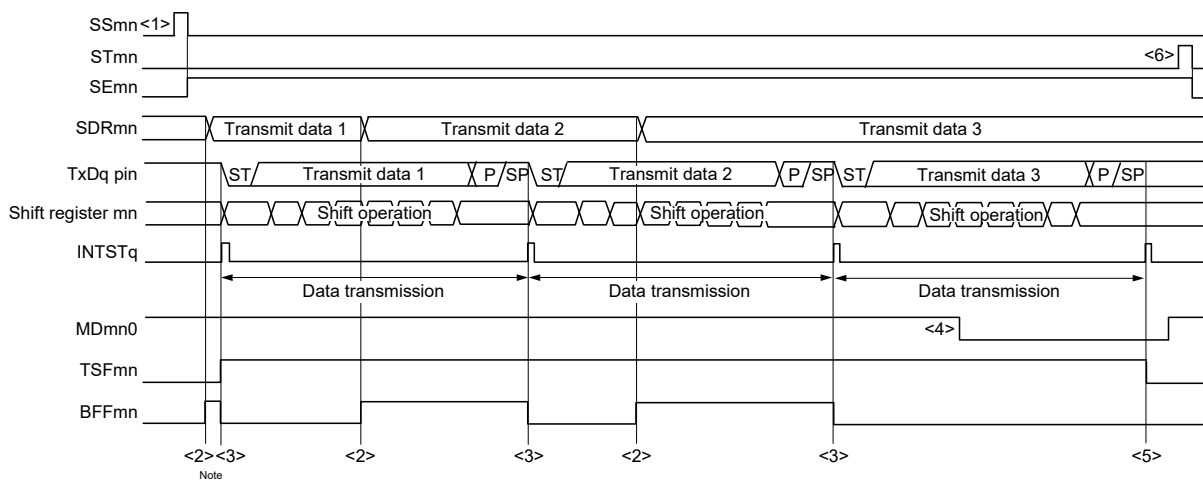 SSmn <1>
STmn <6>
SEmn
SDRmn Transmit data 1 Transmit data 2 Transmit data 3
TxDq pin ST Transmit data 1 P SP ST Transmit data 2 P SP ST Transmit data 3 P SP
Shift register mn Shift operation Shift operation Shift operation
INTSTq
Data transmission Data transmission Data transmission
MDmn0 <4>
TSFmn
BFFmn
<2> <3> <2> <3> <2> <3> <5>
Note